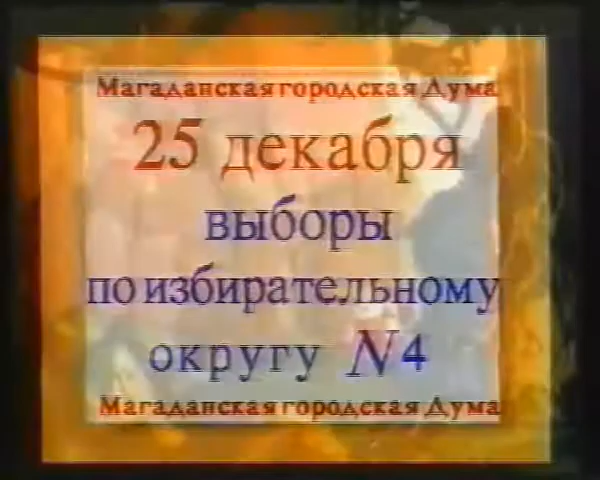 Магаданская городская Дума
25 декабря
выборы
по избирательному
округу N4
Магаданская городская Дума